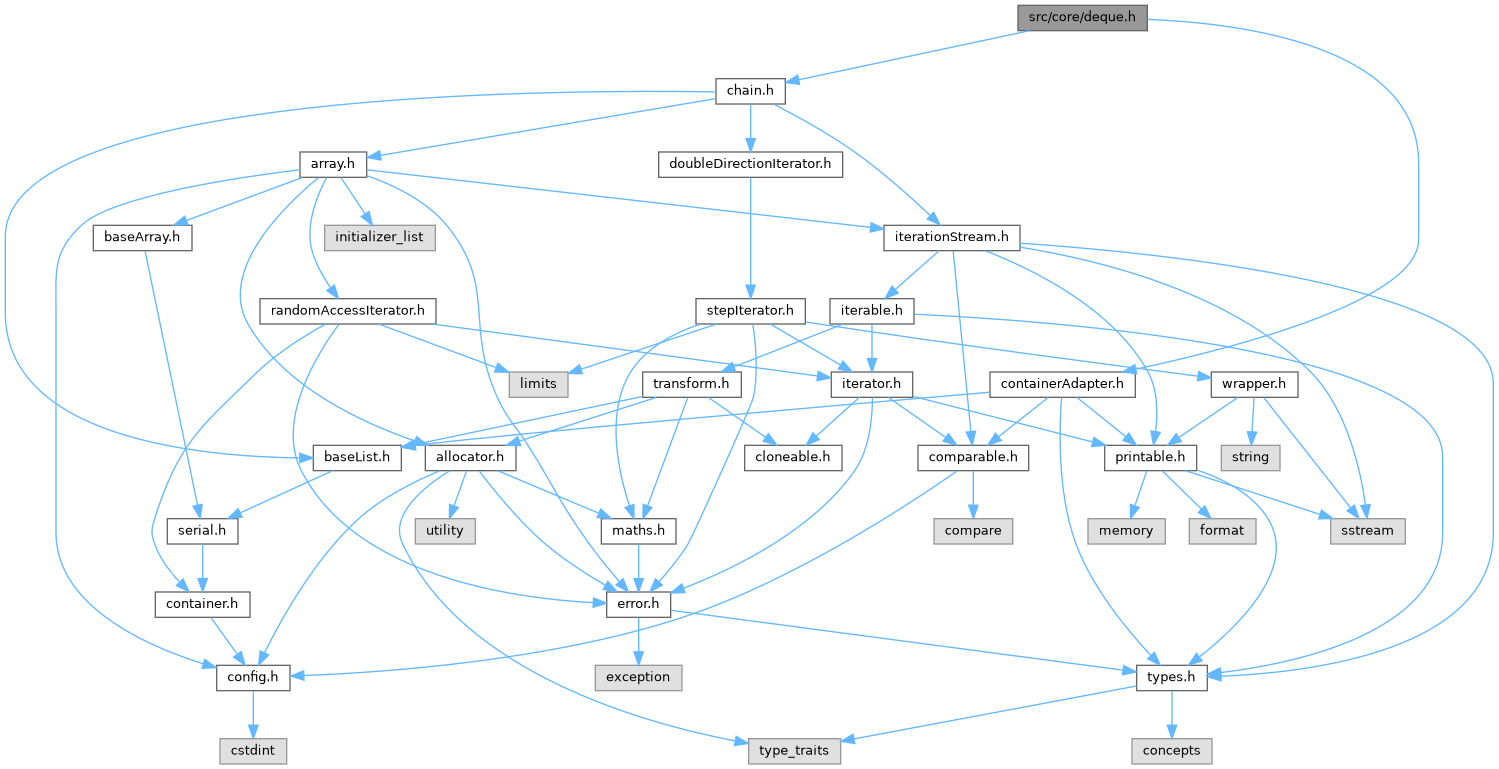 src/core/deque.h
chain.h
array.h
doubleDirectionIterator.h
baseArray.h
initializer_list
iterationStream.h
randomAccessIterator.h
stepIterator.h
iterable.h
limits
transform.h
iterator.h
containerAdapter.h
wrapper.h
baseList.h
allocator.h
cloneable.h
comparable.h
printable.h
string
serial.h
utility
maths.h
compare
memory
format
sstream
container.h
error.h
config.h
exception
types.h
cstdint
type_traits
concepts